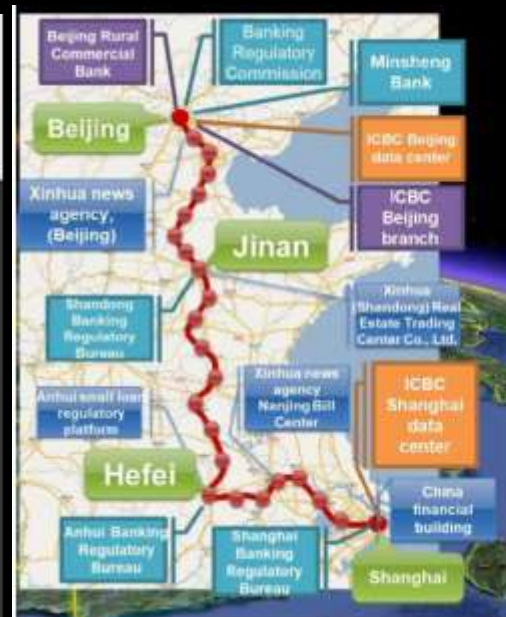 Beijing Rural
Commercial
Bank
Banking
Regulatory
Commission
Minsheng
Bank
Beijing
ICBC Beijing
data center
Xinhua news
agency,
(Beijing)
ICBC
Beijing
branch
Jinan
Shandong
Banking
Regulatory
Bureau
Xinhua
(Shandong) Real
Estate Trading
Center Co., Ltd.
Anhui small loan
regulatory
platform
Xinhua news
agency
Nanjing Bill
Center
ICBC
Shanghai
data
center
Hefei
China
financial
building
Anhui Banking
Regulatory
Bureau
Shanghai
Banking
Regulatory
Bureau
Shanghai